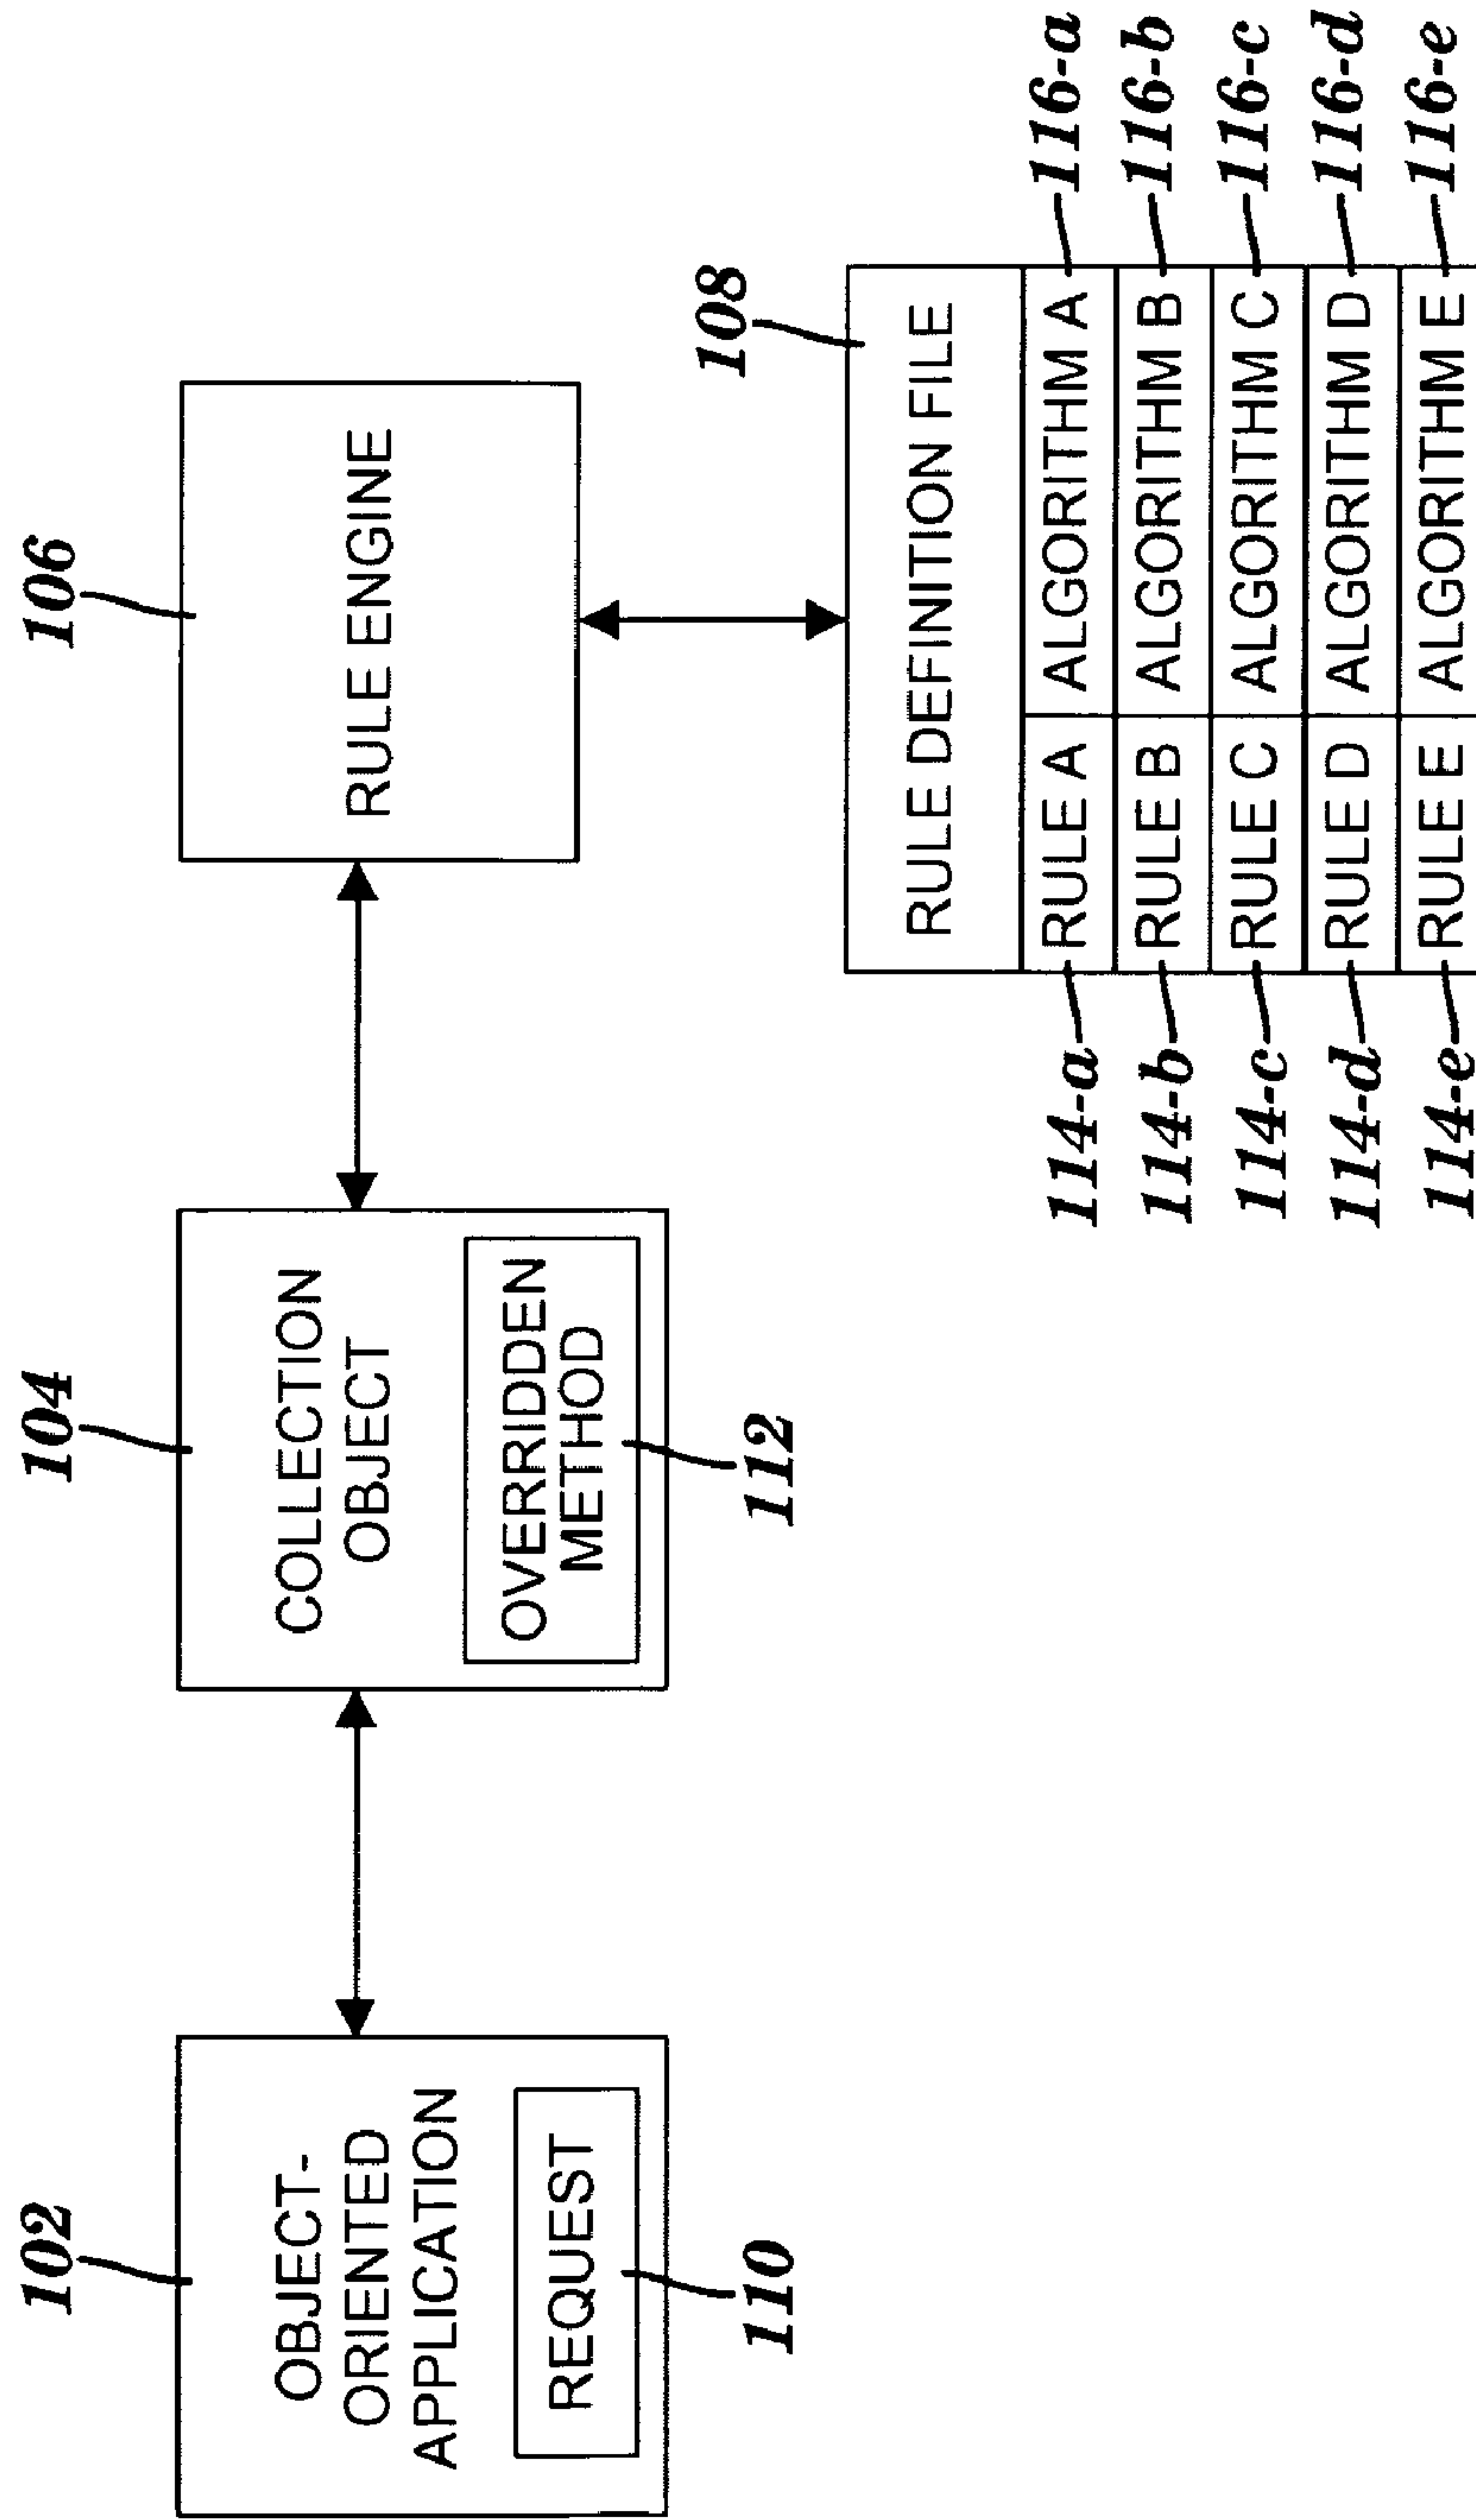 102
OBJECT-
ORIENTED
APPLICATION
REQUEST
110
104
COLLECTION
OBJECT
OVERRIDDEN
METHOD
112
106
RULE ENGINE
108
RULE DEFINITION FILE
114-a RULE A ALGORITHM A 116-a
114-b RULE B ALGORITHM B 116-b
114-c RULE C ALGORITHM C 116-c
114-d RULE D ALGORITHM D 116-d
114-e RULE E ALGORITHM E 116-e